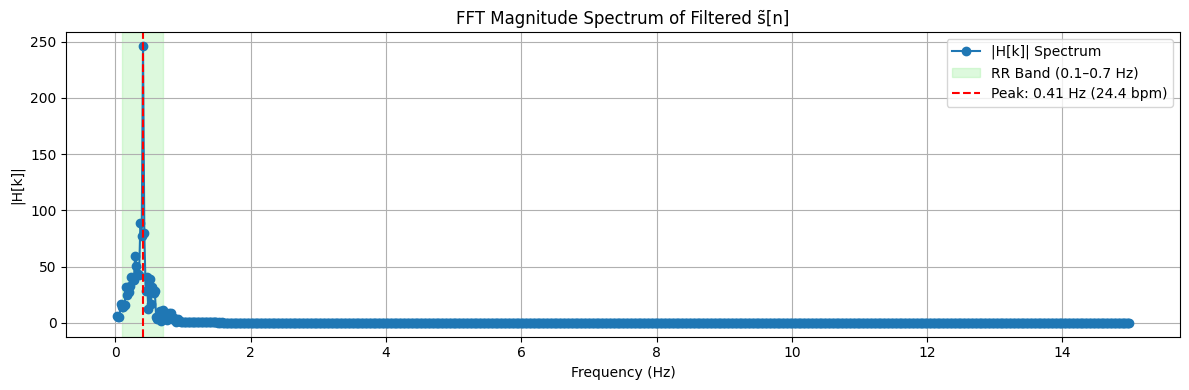 FFT Magnitude Spectrum of Filtered s̃[n]
|H[k]|
250
200
150
100
50
0
|H[k]| Spectrum
RR Band (0.1–0.7 Hz)
Peak: 0.41 Hz (24.4 bpm)
0 2 4 6 8 10 12 14
Frequency (Hz)